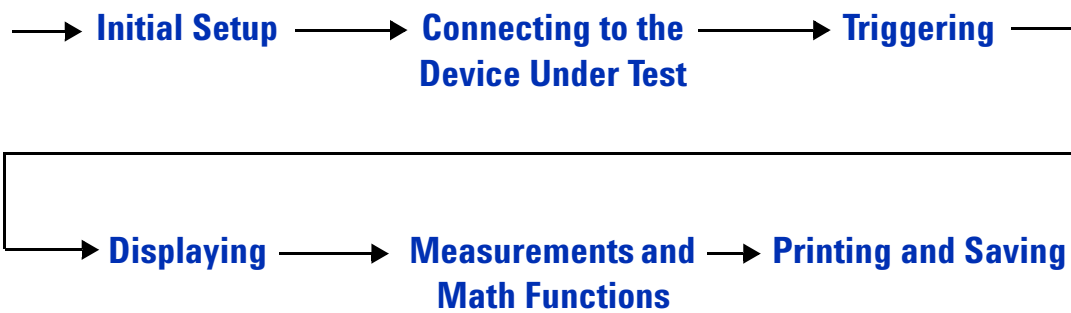 Initial Setup
Connecting to the
Device Under Test
Triggering
Displaying
Measurements and
Math Functions
Printing and Saving